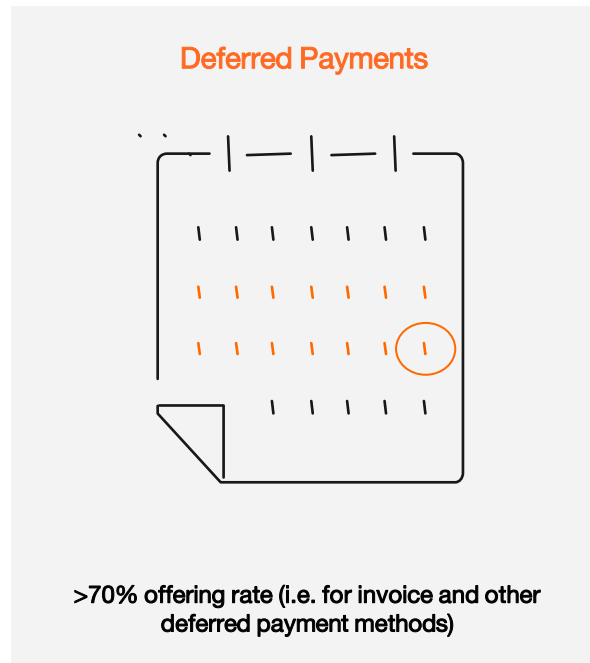 Deferred Payments
>70% offering rate (i.e. for invoice and other
deferred payment methods)